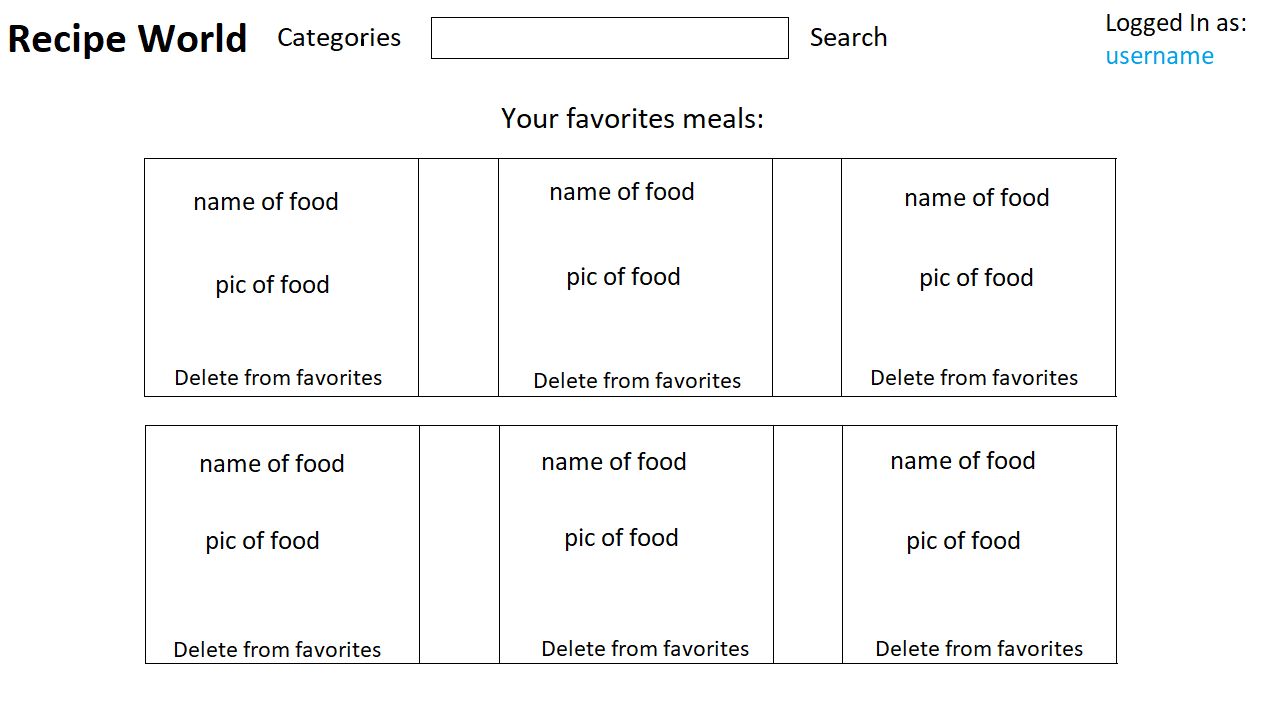 Recipe World Categories Search Logged In as:
username
Your favorites meals:
name of food name of food name of food
pic of food pic of food pic of food
Delete from favorites Delete from favorites Delete from favorites
name of food name of food name of food
pic of food pic of food pic of food
Delete from favorites Delete from favorites Delete from favorites